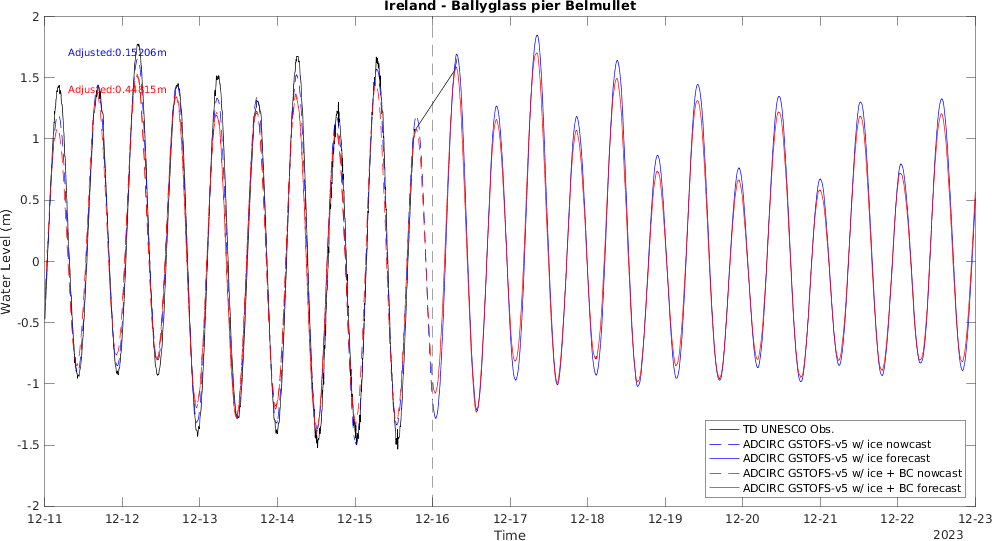 Ireland - Ballyglass pier Belmullet
Adjusted:0.15206m
Adjusted:0.44815m
Water Level (m)
2
1.5
1
0.5
0
-0.5
-1
-1.5
-2
TD UNESCO Obs.
ADCIRC GSTOFS-v5 w/ ice nowcast
ADCIRC GSTOFS-v5 w/ ice forecast
ADCIRC GSTOFS-v5 w/ ice + BC nowcast
ADCIRC GSTOFS-v5 w/ ice + BC forecast
12-11 12-12 12-13 12-14 12-15 12-16 12-17 12-18 12-19 12-20 12-21 12-22 12-23
Time
2023